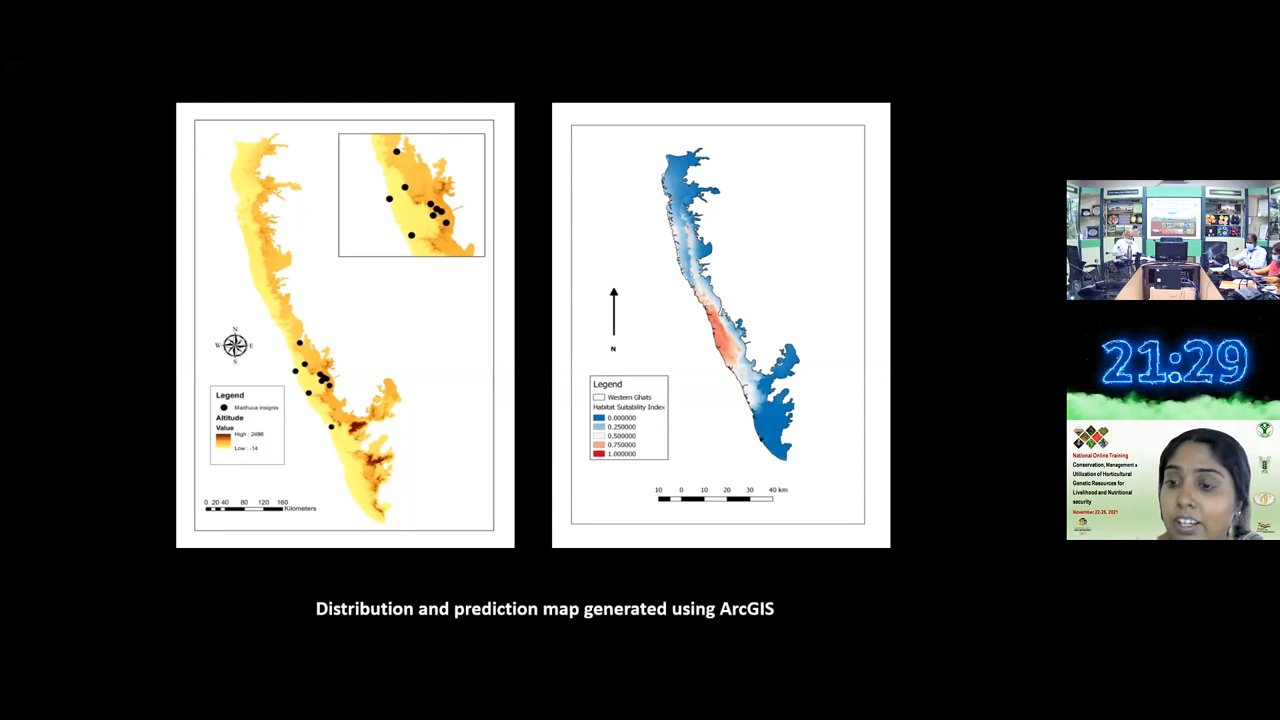 N
W
E
S
Legend
Madhuca insignis
Altitude
Value
High : 2486
Low : -14
0 20 40 80 120 160
Kilometers
N
Legend
Western Ghats
Habitat Suitability Index
0.000000
0.250000
0.500000
0.750000
1.000000
10 0 10 20 30 40 km
Distribution and prediction map generated using ArcGIS
21:29
National Online Training
Conservation, Management &
Utilization of Horticultural
Genetic Resources for
Livelihood and Nutritional
security
November 22-26, 2021